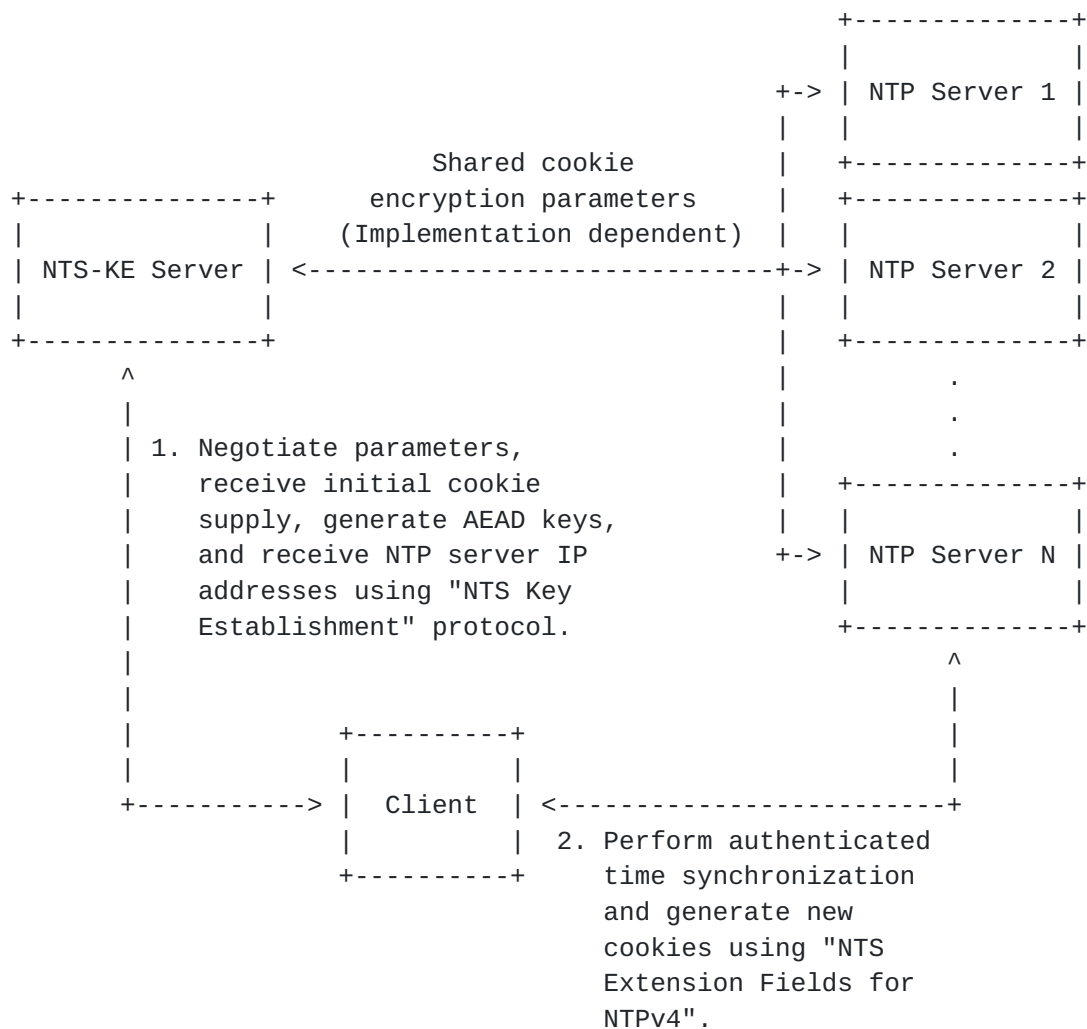 NTP Server 1
Shared cookie
encryption parameters
(Implementation dependent)
NTS-KE Server
NTP Server 2
1. Negotiate parameters,
receive initial cookie
supply, generate AEAD keys,
and receive NTP server IP
addresses using "NTS Key
Establishment" protocol.
NTP Server N
Client
2. Perform authenticated
time synchronization
and generate new
cookies using "NTS
Extension Fields for
NTPv4".